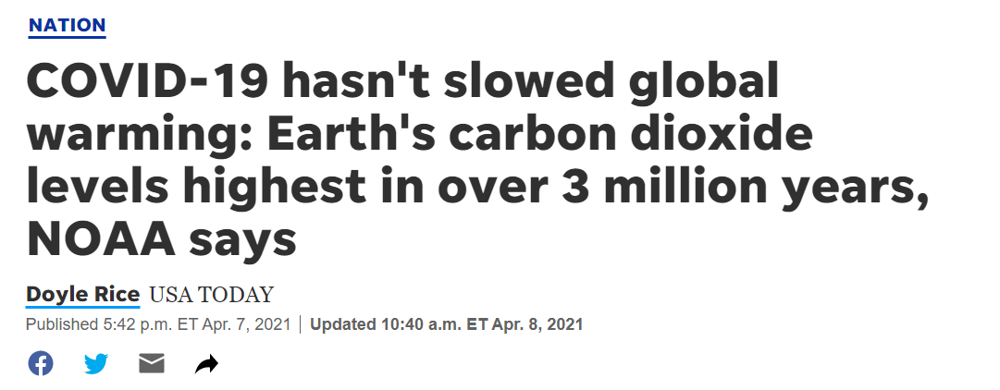 NATION
COVID-19 hasn't slowed global
warming: Earth's carbon dioxide
levels highest in over 3 million years,
NOAA says
Doyle Rice USA TODAY
Published 5:42 p.m. ET Apr. 7, 2021 | Updated 10:40 a.m. ET Apr. 8, 2021